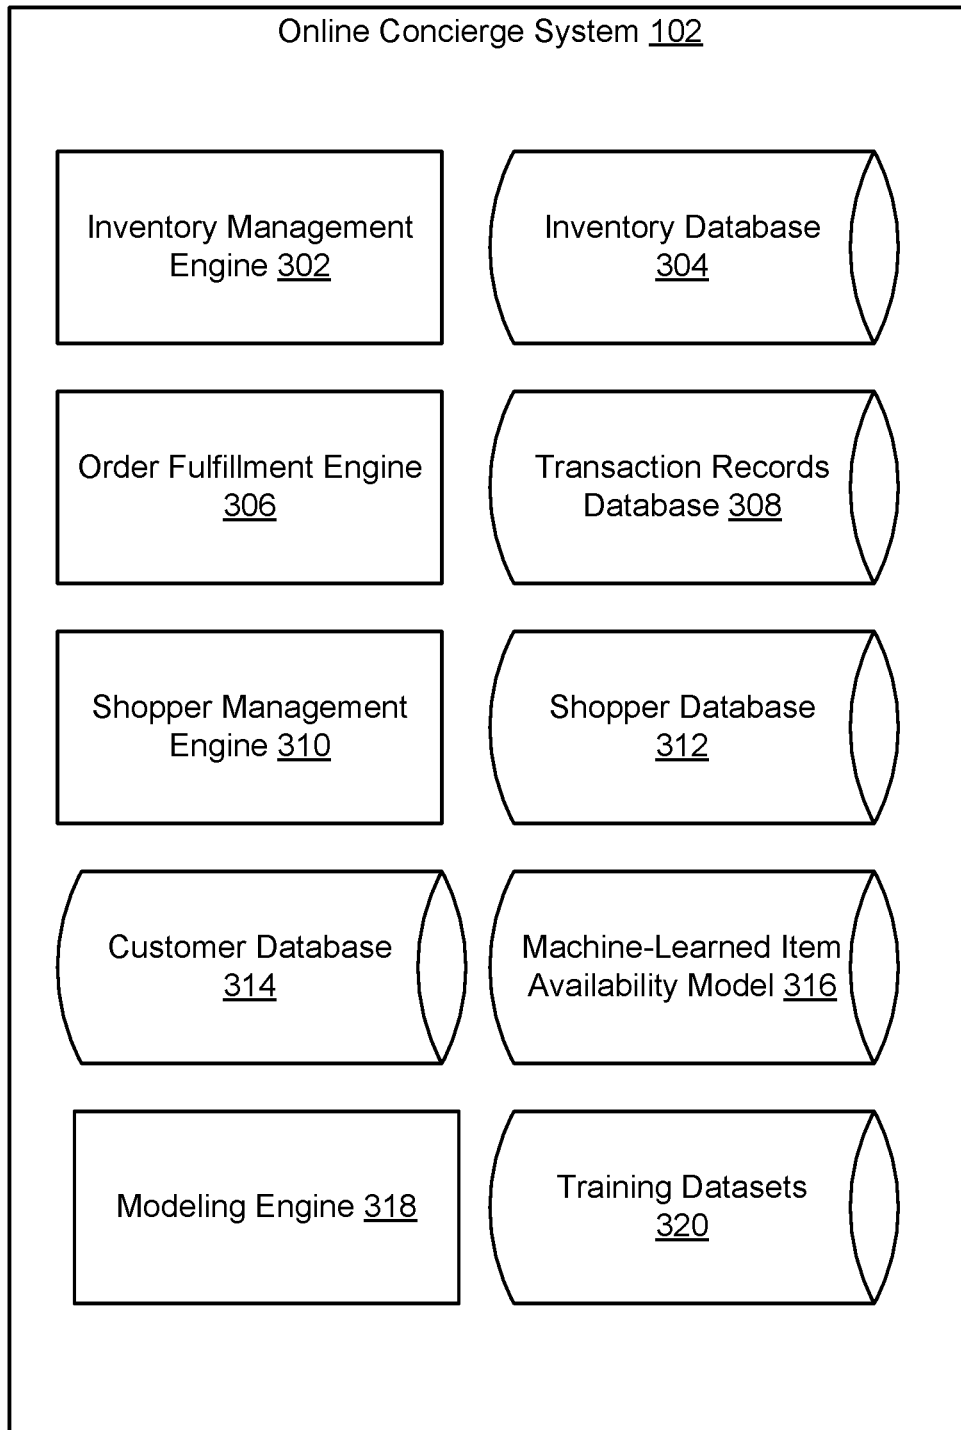 Online Concierge System 102
Inventory Management
Engine 302
Inventory Database
304
Order Fulfillment Engine
306
Transaction Records
Database 308
Shopper Management
Engine 310
Shopper Database
312
Customer Database
314
Machine-Learned Item
Availability Model 316
Modeling Engine 318
Training Datasets
320